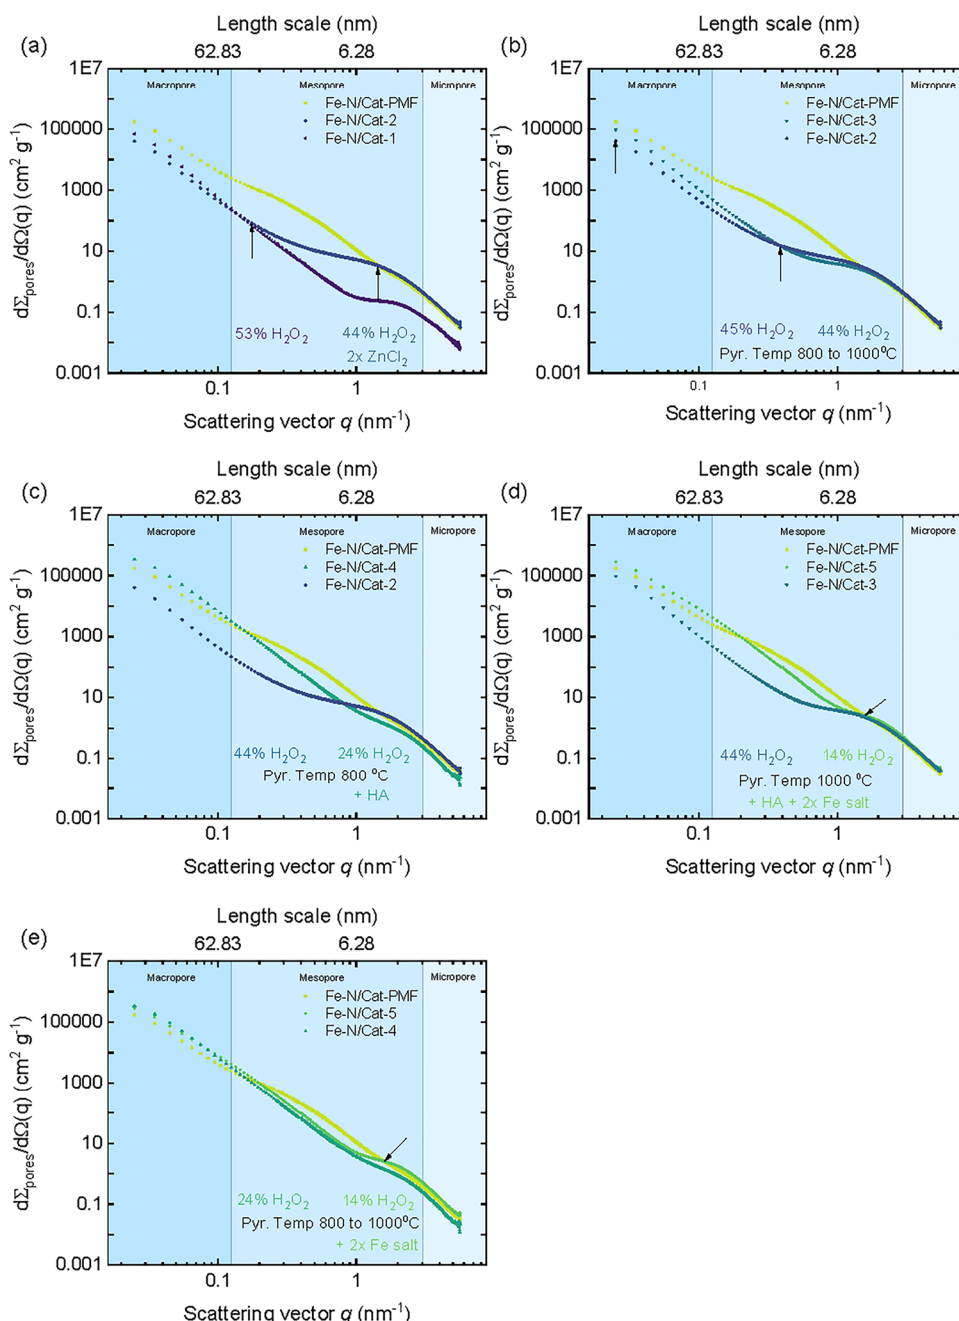 (a)
Length scale (nm)
62.83 6.28
1E7
100000
1000
10
0.1
0.001
Macropore Mesopore Micropore
Fe-N/Cat-PMF
Fe-N/Cat-2
Fe-N/Cat-1
53% H₂O₂ 44% H₂O₂
2x ZnCl₂
dΣpores/dΩ(q) (cm² g⁻¹)
0.1 1
Scattering vector q (nm⁻¹)
(b)
Length scale (nm)
62.83 6.28
1E7
100000
1000
10
0.1
0.001
Macropore Mesopore Micropore
Fe-N/Cat-PMF
Fe-N/Cat-3
Fe-N/Cat-2
45% H₂O₂ 44% H₂O₂
Pyr. Temp 800 to 1000⁰C
dΣpores/dΩ(q) (cm² g⁻¹)
0.1 1
Scattering vector q (nm⁻¹)
(c)
Length scale (nm)
62.83 6.28
1E7
100000
1000
10
0.1
0.001
Macropore Mesopore Micropore
Fe-N/Cat-PMF
Fe-N/Cat-4
Fe-N/Cat-2
44% H₂O₂ 24% H₂O₂
Pyr. Temp 800 ⁰C
+ HA
dΣpores/dΩ(q) (cm² g⁻¹)
0.1 1
Scattering vector q (nm⁻¹)
(d)
Length scale (nm)
62.83 6.28
1E7
100000
1000
10
0.1
0.001
Macropore Mesopore Micropore
Fe-N/Cat-PMF
Fe-N/Cat-5
Fe-N/Cat-3
44% H₂O₂ 14% H₂O₂
Pyr. Temp 1000 ⁰C
+ HA + 2x Fe salt
dΣpores/dΩ(q) (cm² g⁻¹)
0.1 1
Scattering vector q (nm⁻¹)
(e)
Length scale (nm)
62.83 6.28
1E7
100000
1000
10
0.1
0.001
Macropore Mesopore Micropore
Fe-N/Cat-PMF
Fe-N/Cat-5
Fe-N/Cat-4
24% H₂O₂ 14% H₂O₂
Pyr. Temp 800 to 1000⁰C
+ 2x Fe salt
dΣpores/dΩ(q) (cm² g⁻¹)
0.1 1
Scattering vector q (nm⁻¹)